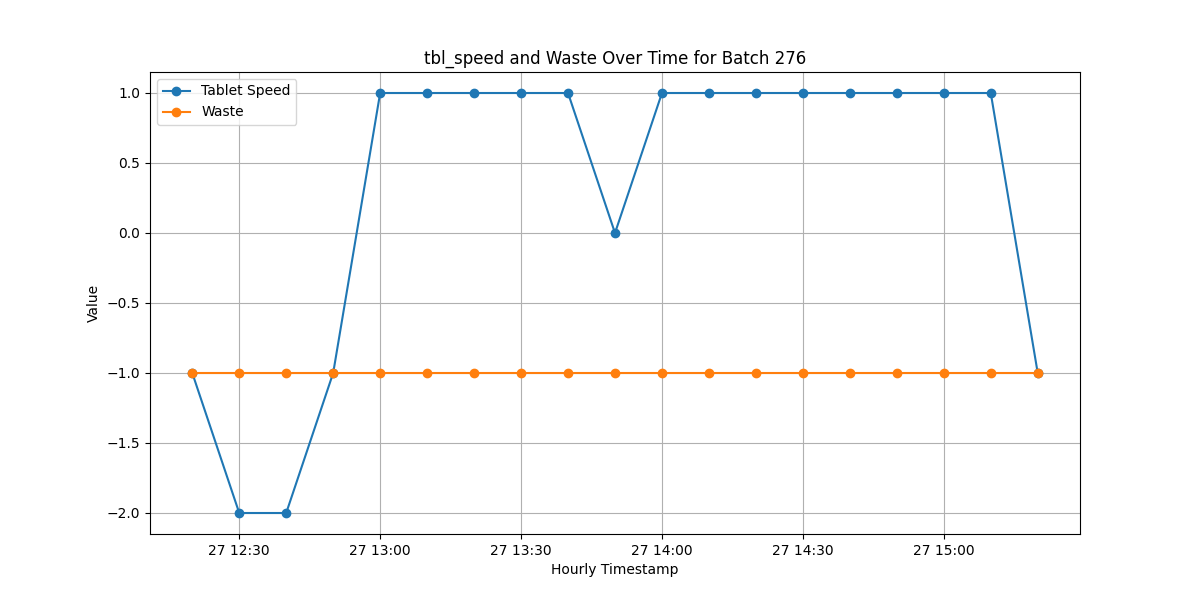 tbl_speed and Waste Over Time for Batch 276
Tablet Speed
Waste
1.0
0.5
0.0
−0.5
−1.0
−1.5
−2.0
Value
27 12:30 27 13:00 27 13:30 27 14:00 27 14:30 27 15:00
Hourly Timestamp